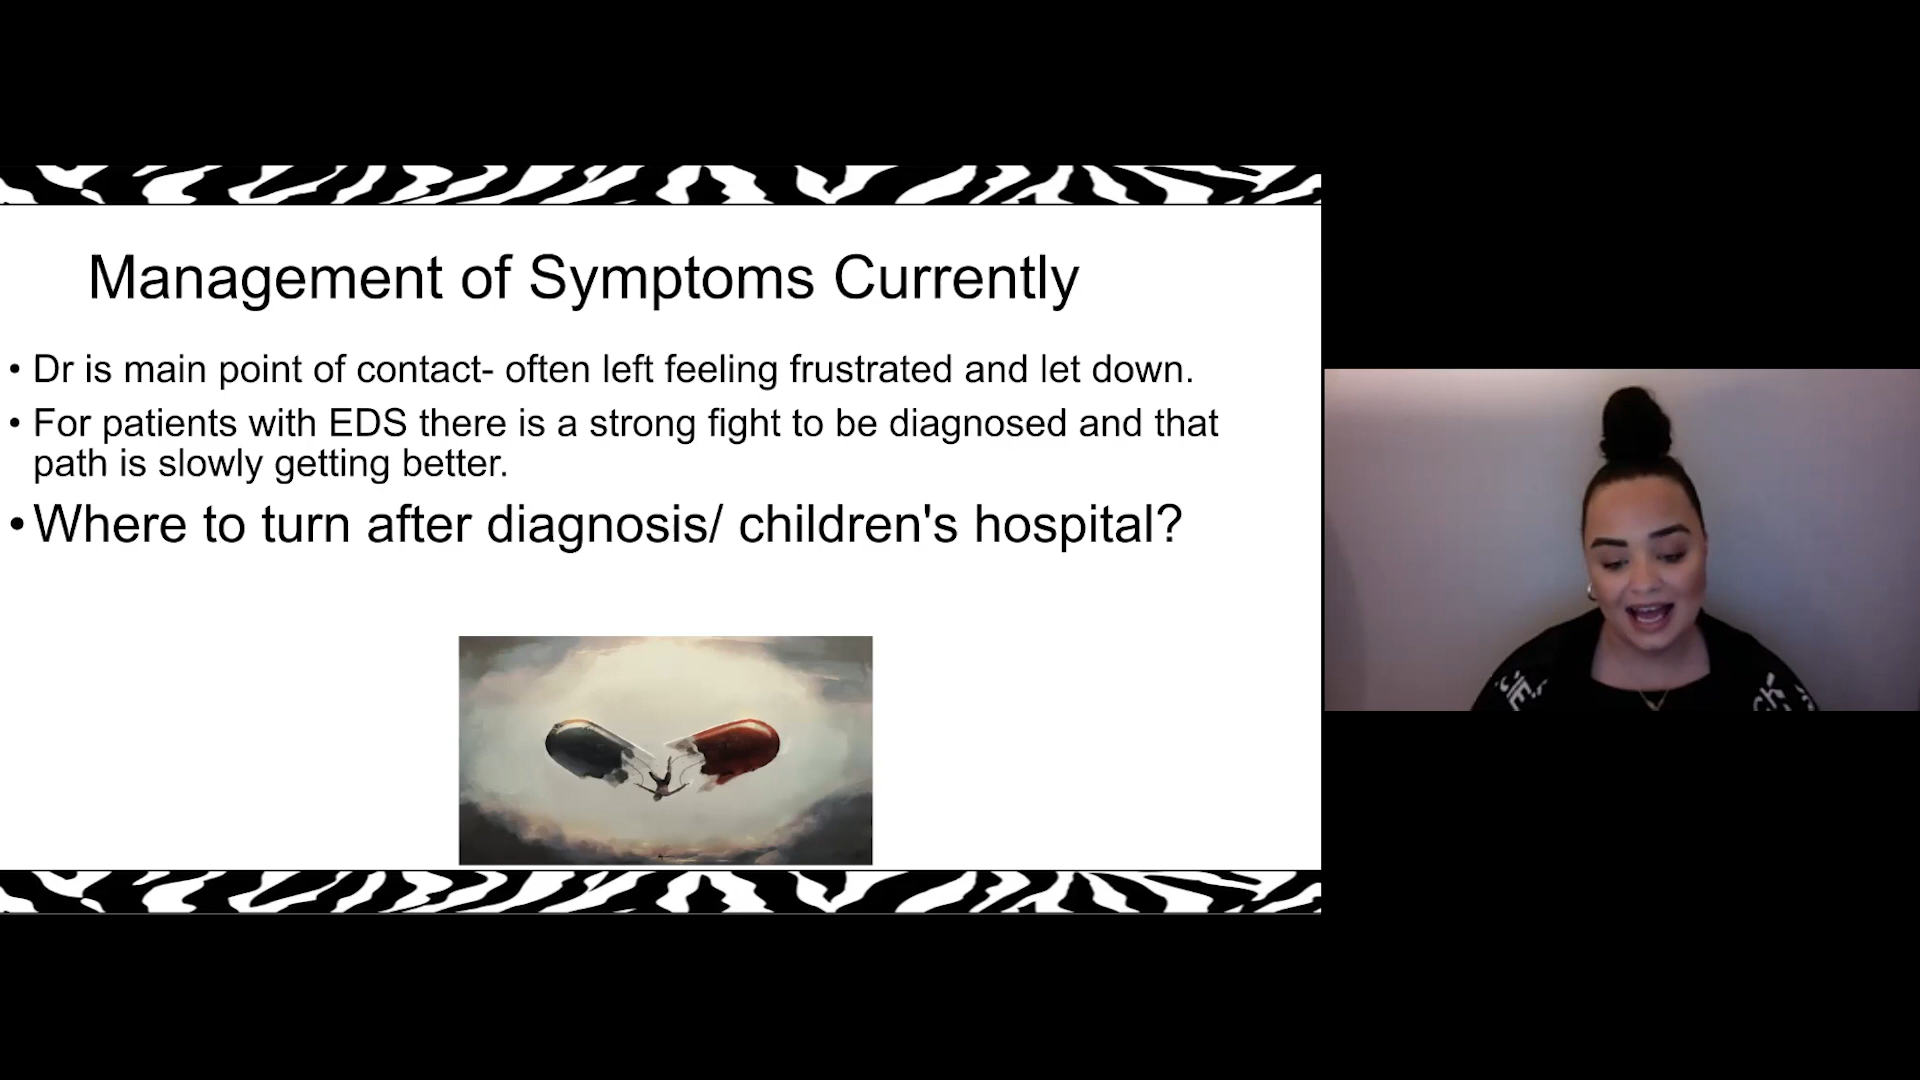 Management of Symptoms Currently
• Dr is main point of contact- often left feeling frustrated and let down.
• For patients with EDS there is a strong fight to be diagnosed and that
path is slowly getting better.
• Where to turn after diagnosis/ children's hospital?